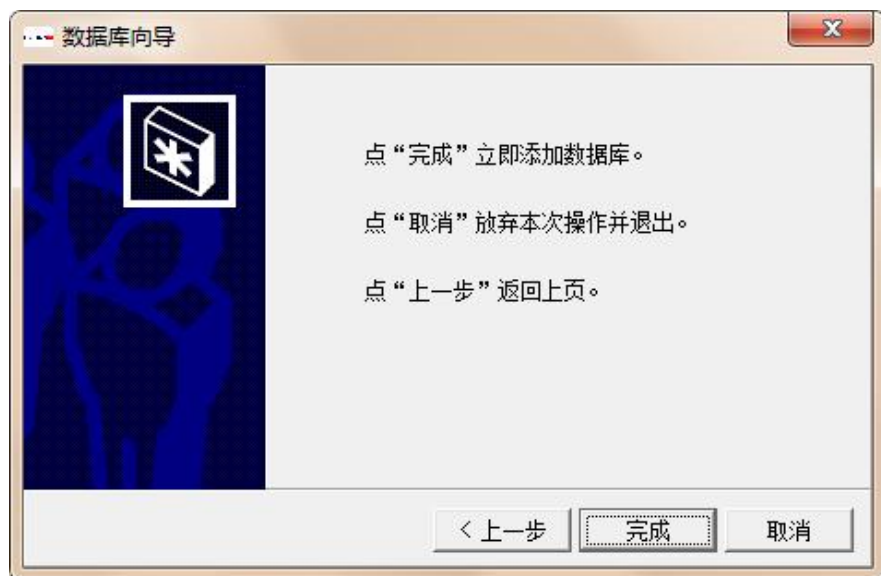 数据库向导
点“完成”立即添加数据库。
点“取消”放弃本次操作并退出。
点“上一步”返回上页。
<上一步
完成
取消